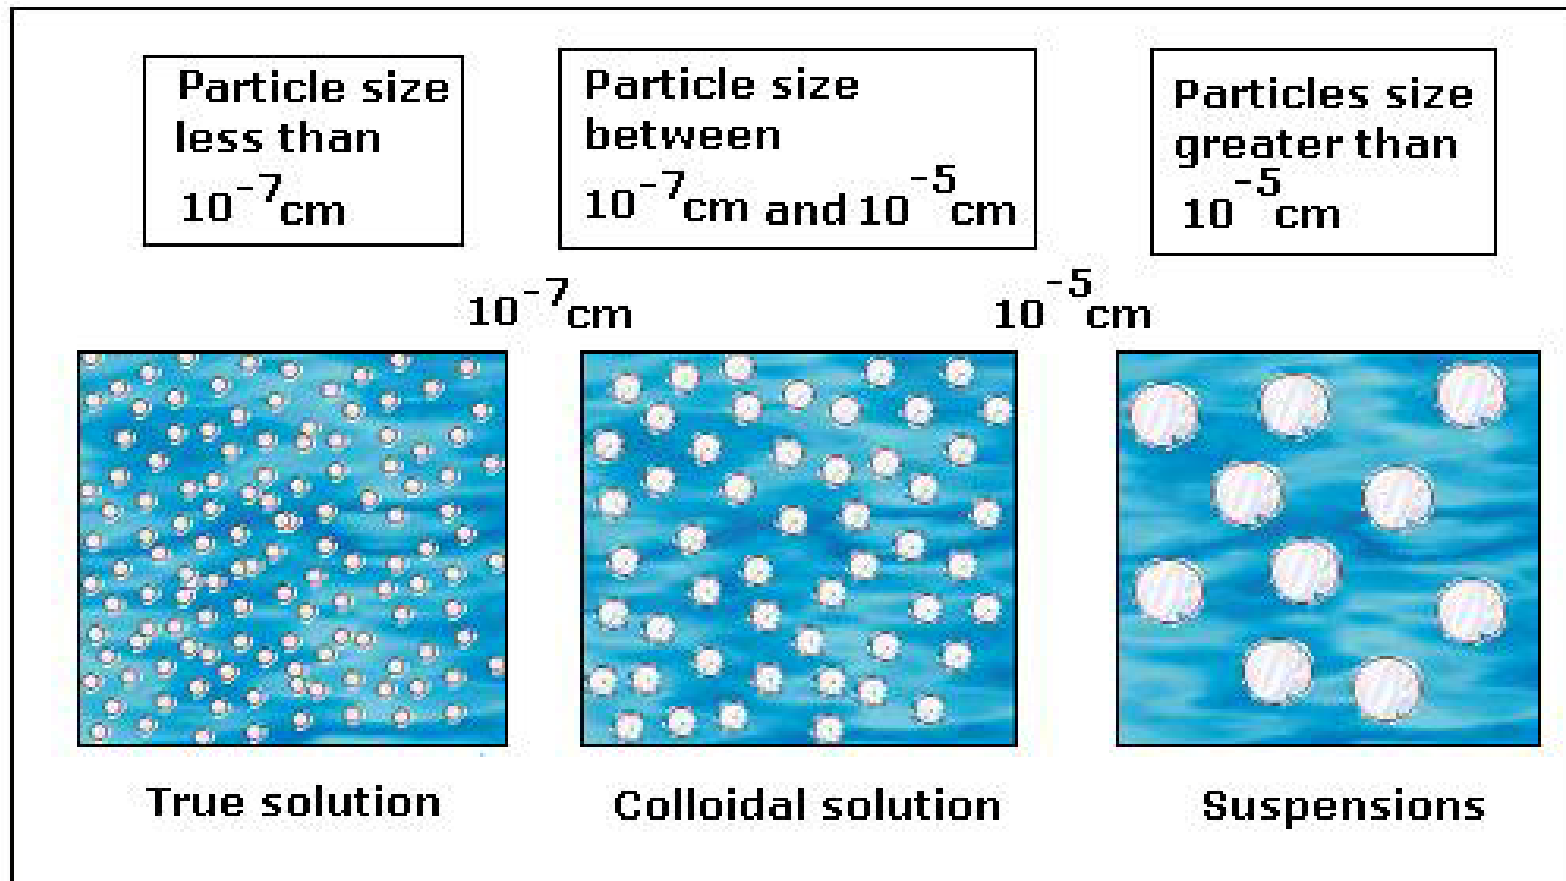 Particle size
less than
10⁻⁷cm
Particle size
between
10⁻⁷cm and 10⁻⁵cm
Particles size
greater than
10⁻⁵cm
10⁻⁷cm
10⁻⁵cm
True solution
Colloidal solution
Suspensions